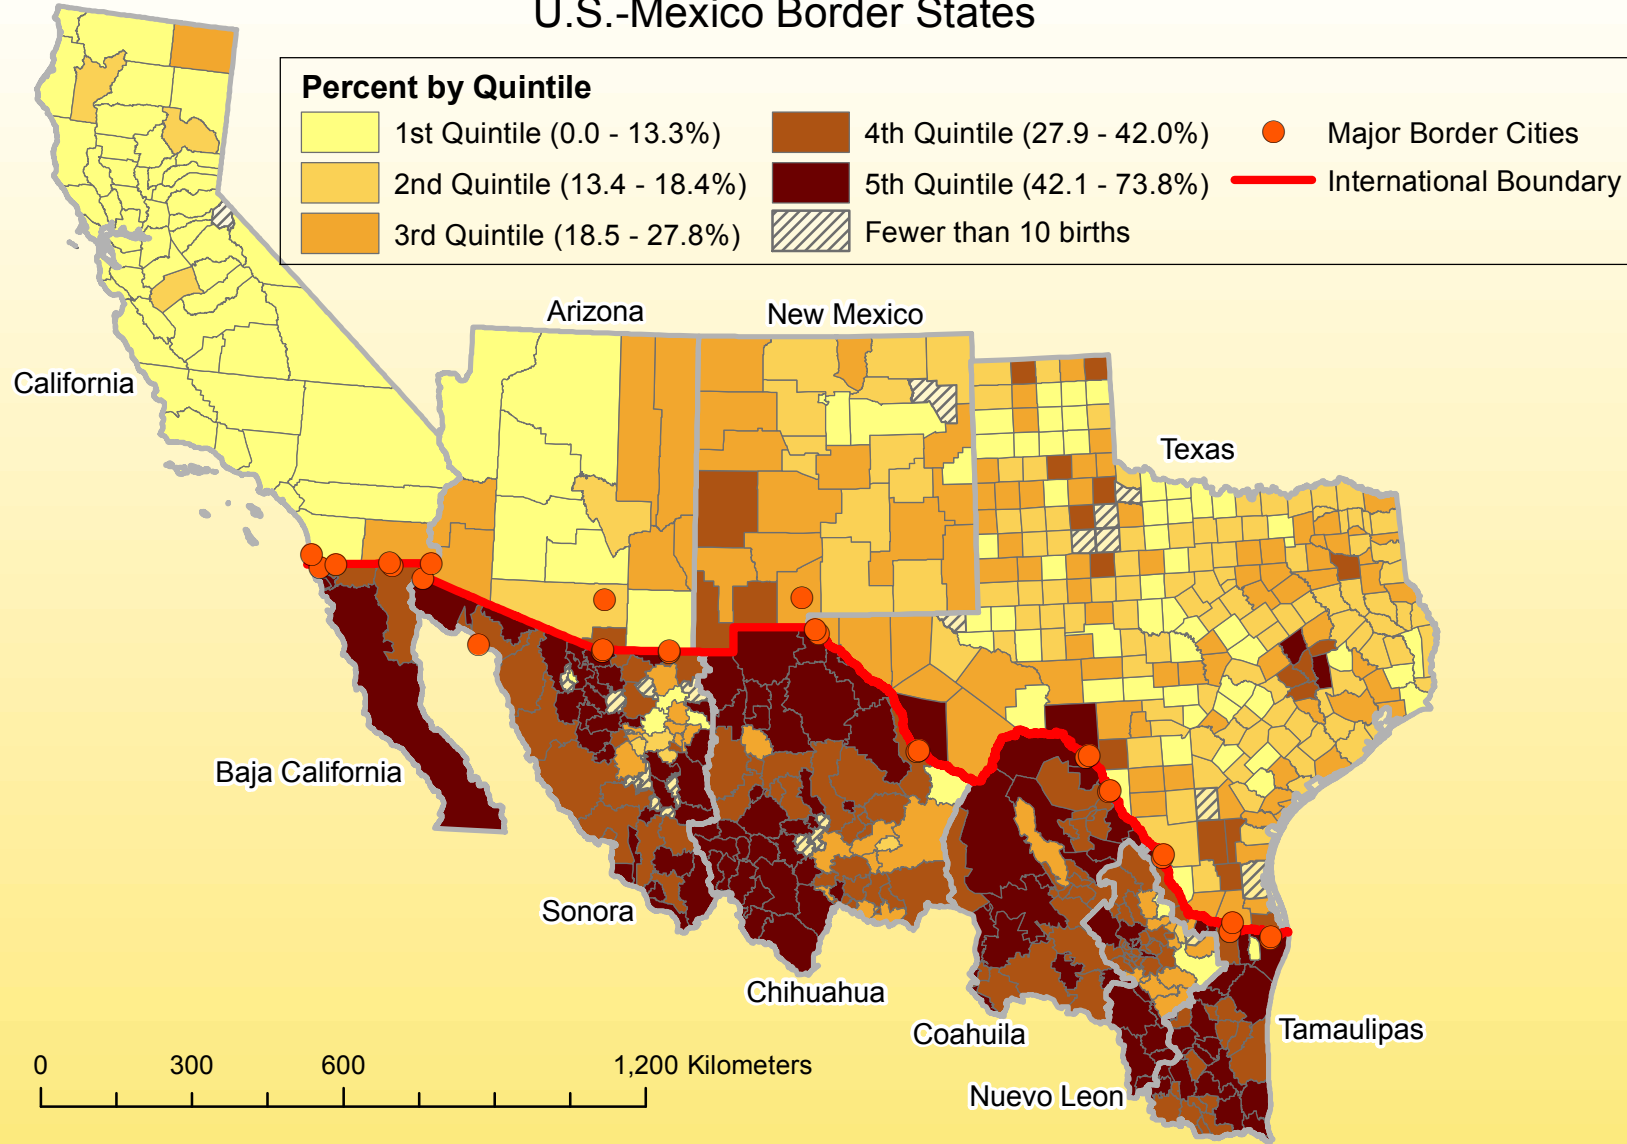 U.S.-Mexico Border States
Percent by Quintile
1st Quintile (0.0 - 13.3%)
2nd Quintile (13.4 - 18.4%)
3rd Quintile (18.5 - 27.8%)
4th Quintile (27.9 - 42.0%)
5th Quintile (42.1 - 73.8%)
Fewer than 10 births
Major Border Cities
International Boundary
Arizona
New Mexico
California
Texas
Baja California
Sonora
Chihuahua
Coahuila
Tamaulipas
Nuevo Leon
0 300 600 1,200 Kilometers